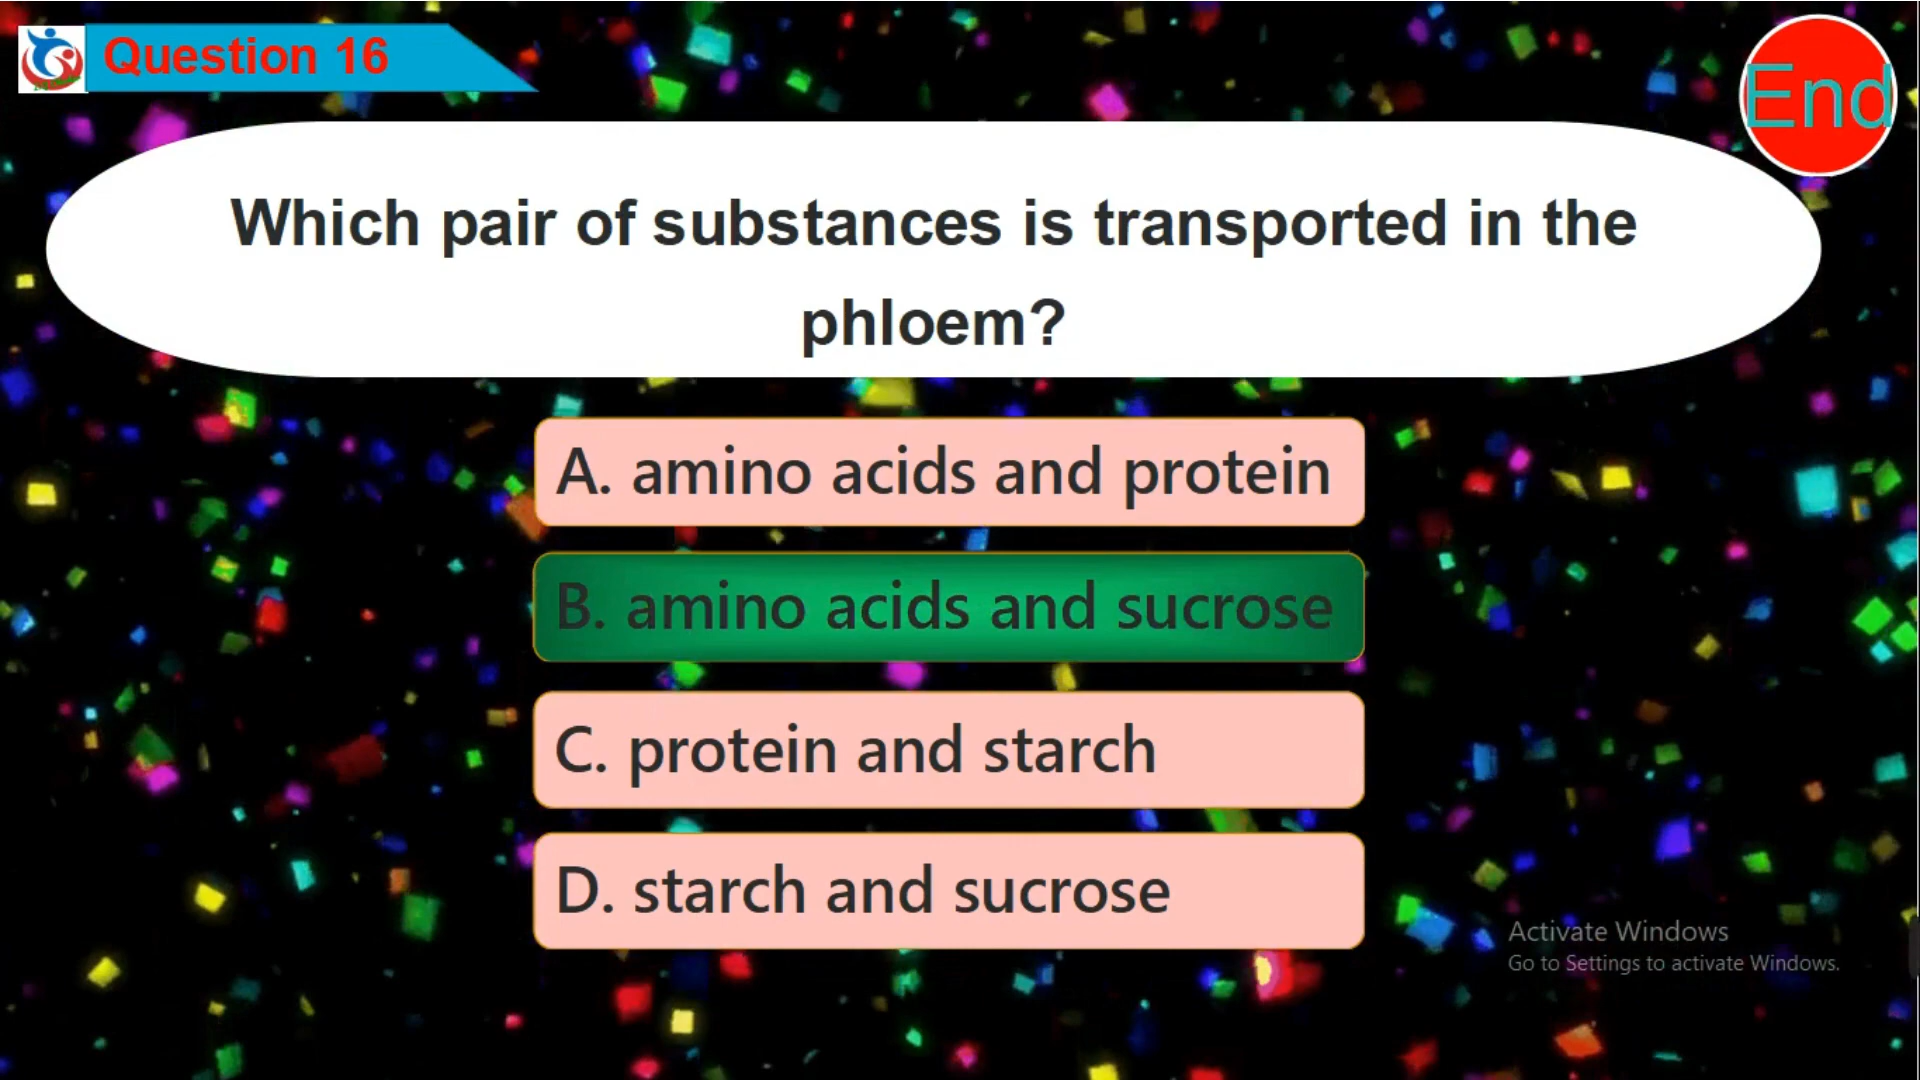 Question 16
End
Which pair of substances is transported in the
phloem?
A. amino acids and protein
B. amino acids and sucrose
C. protein and starch
D. starch and sucrose
Activate Windows
Go to Settings to activate Windows.